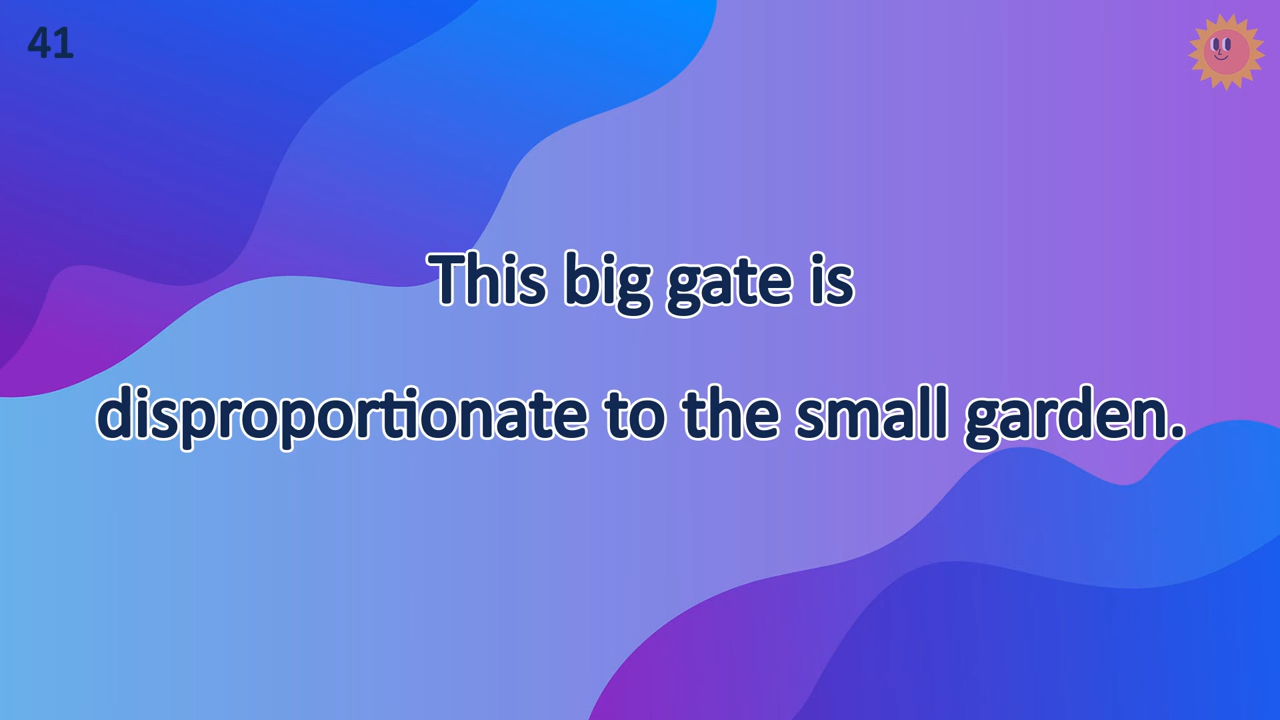 41
This big gate is
disproportionate to the small garden.